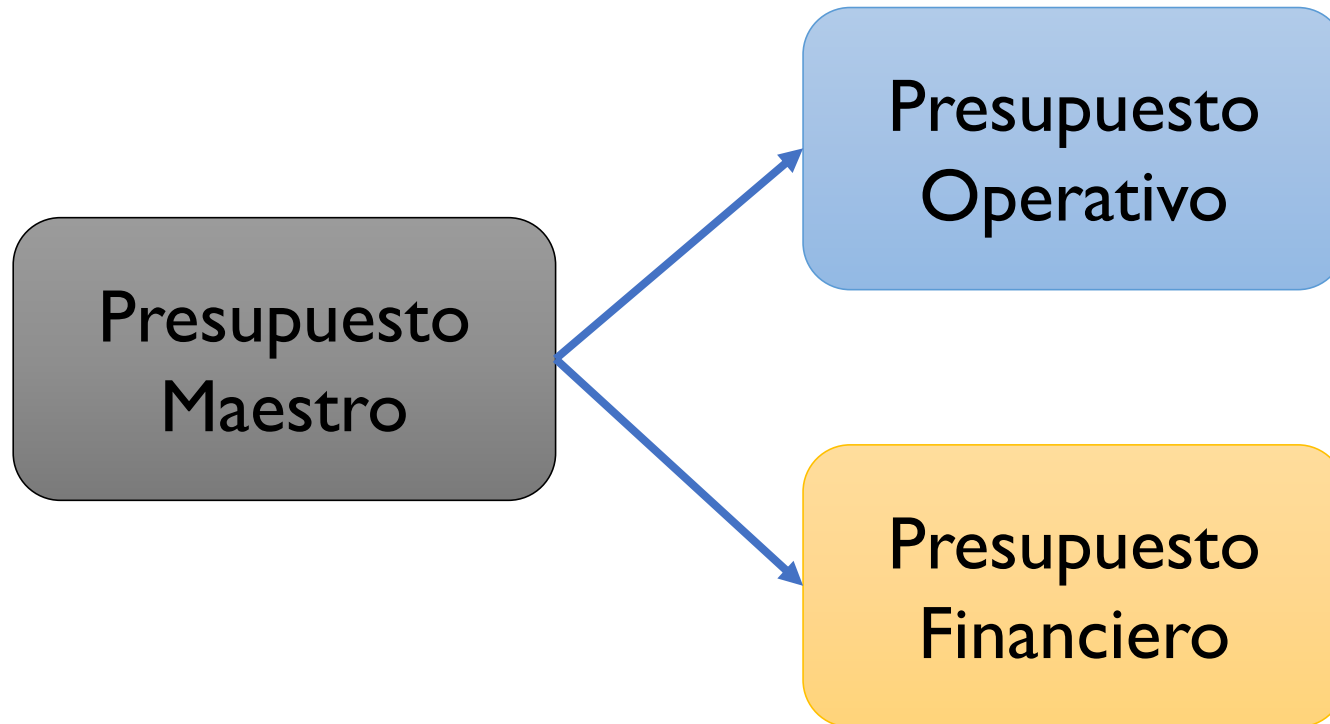 Presupuesto
Maestro
Presupuesto
Operativo
Presupuesto
Financiero